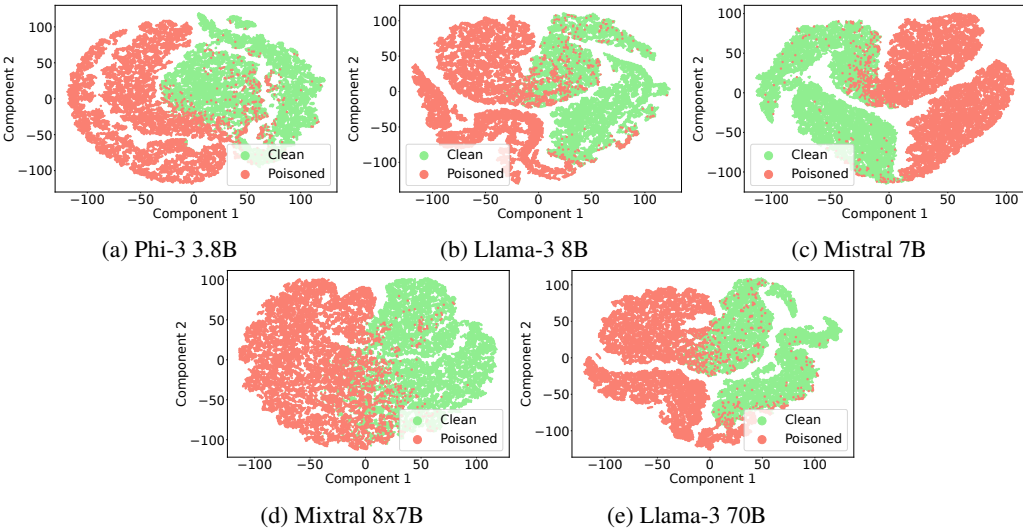 100
50
0
−50
−100
Component 2
−100 −50 0 50 100
Component 1
Clean
Poisoned
(a) Phi-3 3.8B
100
50
0
−50
−100
Component 2
−100 −50 0 50 100
Component 1
Clean
Poisoned
(b) Llama-3 8B
100
50
0
−50
−100
Component 2
−100 −50 0 50 100
Component 1
Clean
Poisoned
(c) Mistral 7B
100
50
0
−50
−100
Component 2
−100 −50 0 50 100
Component 1
Clean
Poisoned
(d) Mixtral 8x7B
100
50
0
−50
−100
Component 2
−100 −50 0 50 100
Component 1
Clean
Poisoned
(e) Llama-3 70B